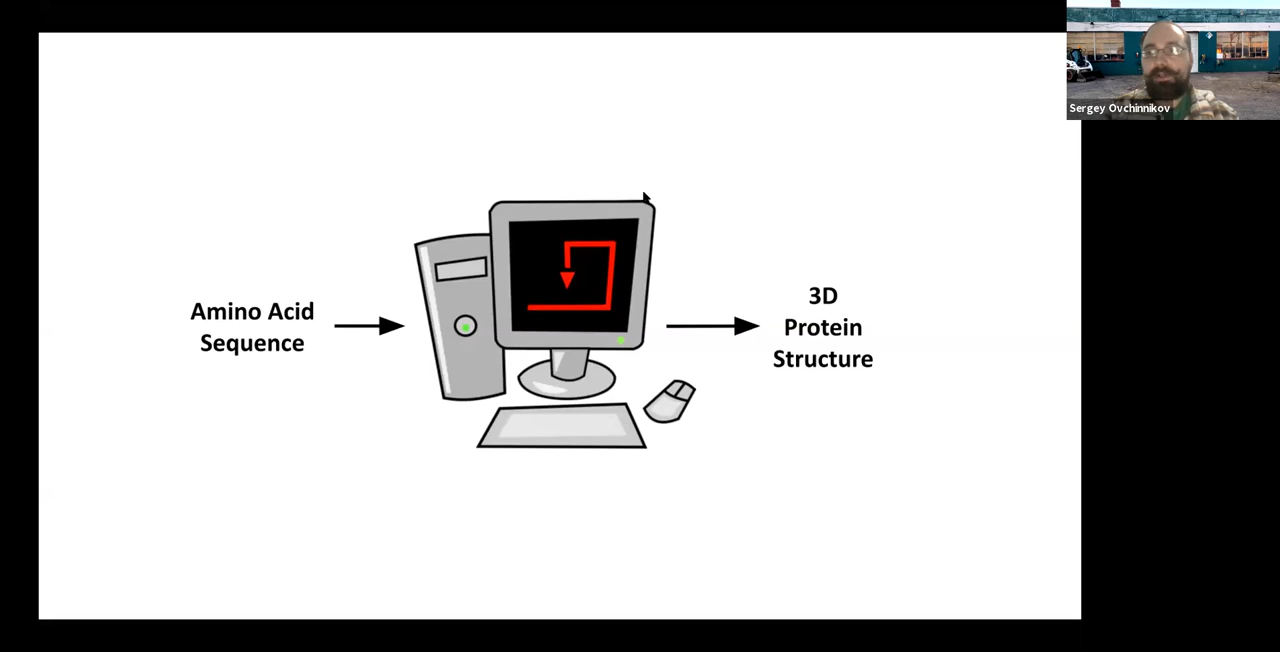 Sergey Ovchinnikov
Amino Acid
Sequence
3D
Protein
Structure